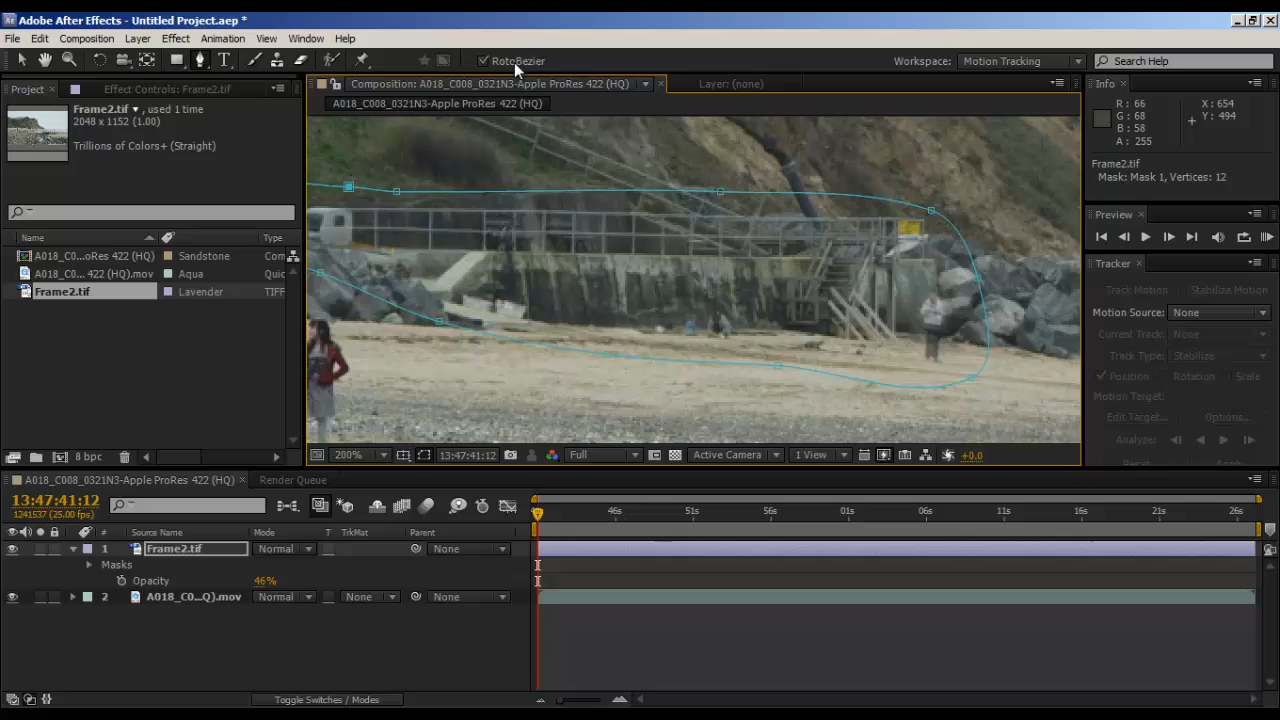 Adobe After Effects - Untitled Project.aep *
File Edit Composition Layer Effect Animation View Window Help
RotoBezier Workspace: Motion Tracking Search Help
Project Effect Controls: Frame2.tif
Frame2.tif , used 1 time
2048 x 1152 (1.00)
Trillions of Colors+ (Straight)
Name Type
A018_C0...oRes 422 (HQ) Sandstone Com
A018_C0... 422 (HQ).mov Aqua Quic
Frame2.tif Lavender TIFF
8 bpc
Composition: A018_C008_0321N3-Apple ProRes 422 (HQ) Layer: (none)
A018_C008_0321N3-Apple ProRes 422 (HQ)
200% 13:47:41:12 Full Active Camera 1 View +0.0
Info
R : 66 X : 654
G : 68 Y : 494
B : 58
A : 255
Frame2.tif
Mask: Mask 1, Vertices: 12
Preview
Tracker
Track Motion Stabilize Motion
Motion Source: None
Current Track: None
Track Type: Stabilize
Position Rotation Scale
Motion Target:
Edit Target... Options...
Analyze:
Reset Apply
A018_C008_0321N3-Apple ProRes 422 (HQ) Render Queue
13:47:41:12
1241537 (25.00 fps)
46s 51s 56s 01s 06s 11s 16s 21s 26s
# Source Name Mode T TrkMat Parent
1 Frame2.tif Normal None
Masks
Opacity 46%
2 A018_C0...Q).mov Normal None None
Toggle Switches / Modes